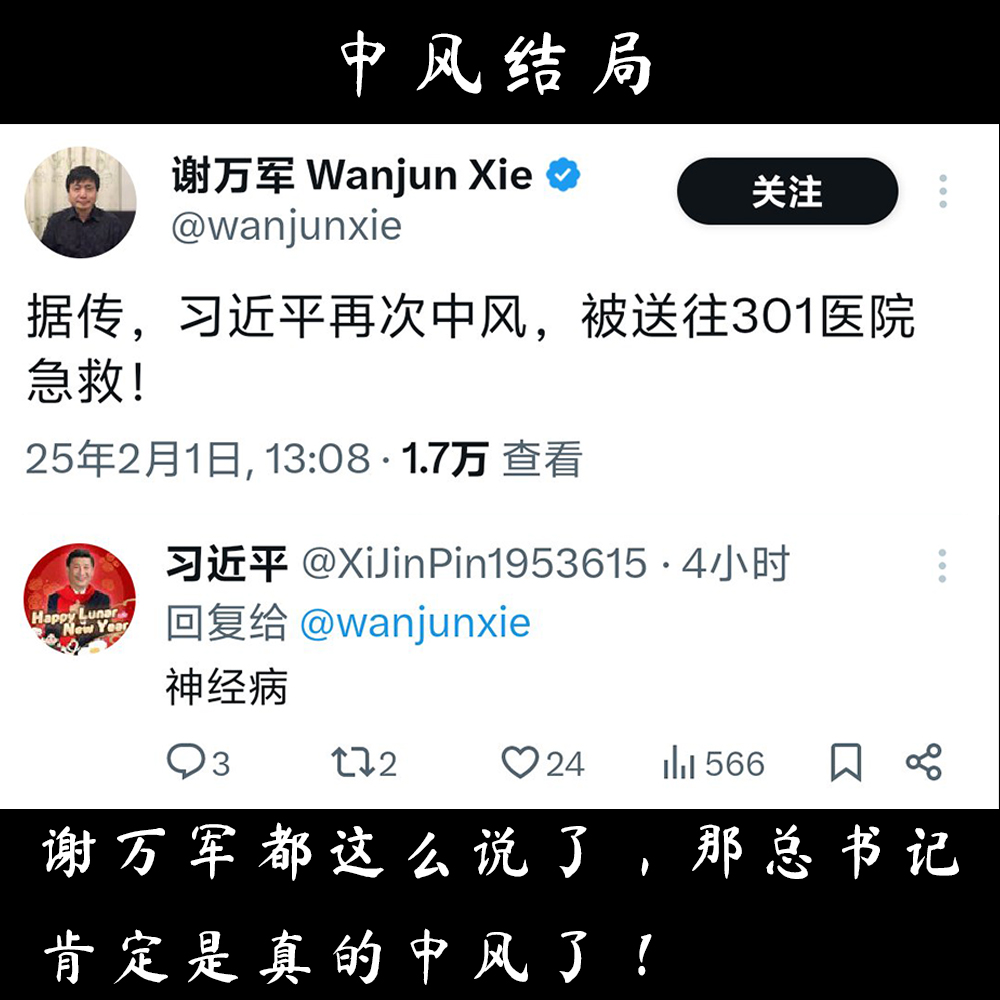 中风结局
谢万军 Wanjun Xie
关注
@wanjunxie
据传，习近平再次中风，被送往301医院
急救！
25年2月1日, 13:08 · 1.7万 查看
习近平 @XiJinPin1953615 · 4小时
回复给 @wanjunxie
Happy Lunar
New Year
神经病
3 2 24 566
谢万军都这么说了，那总书记
肯定是真的中风了！